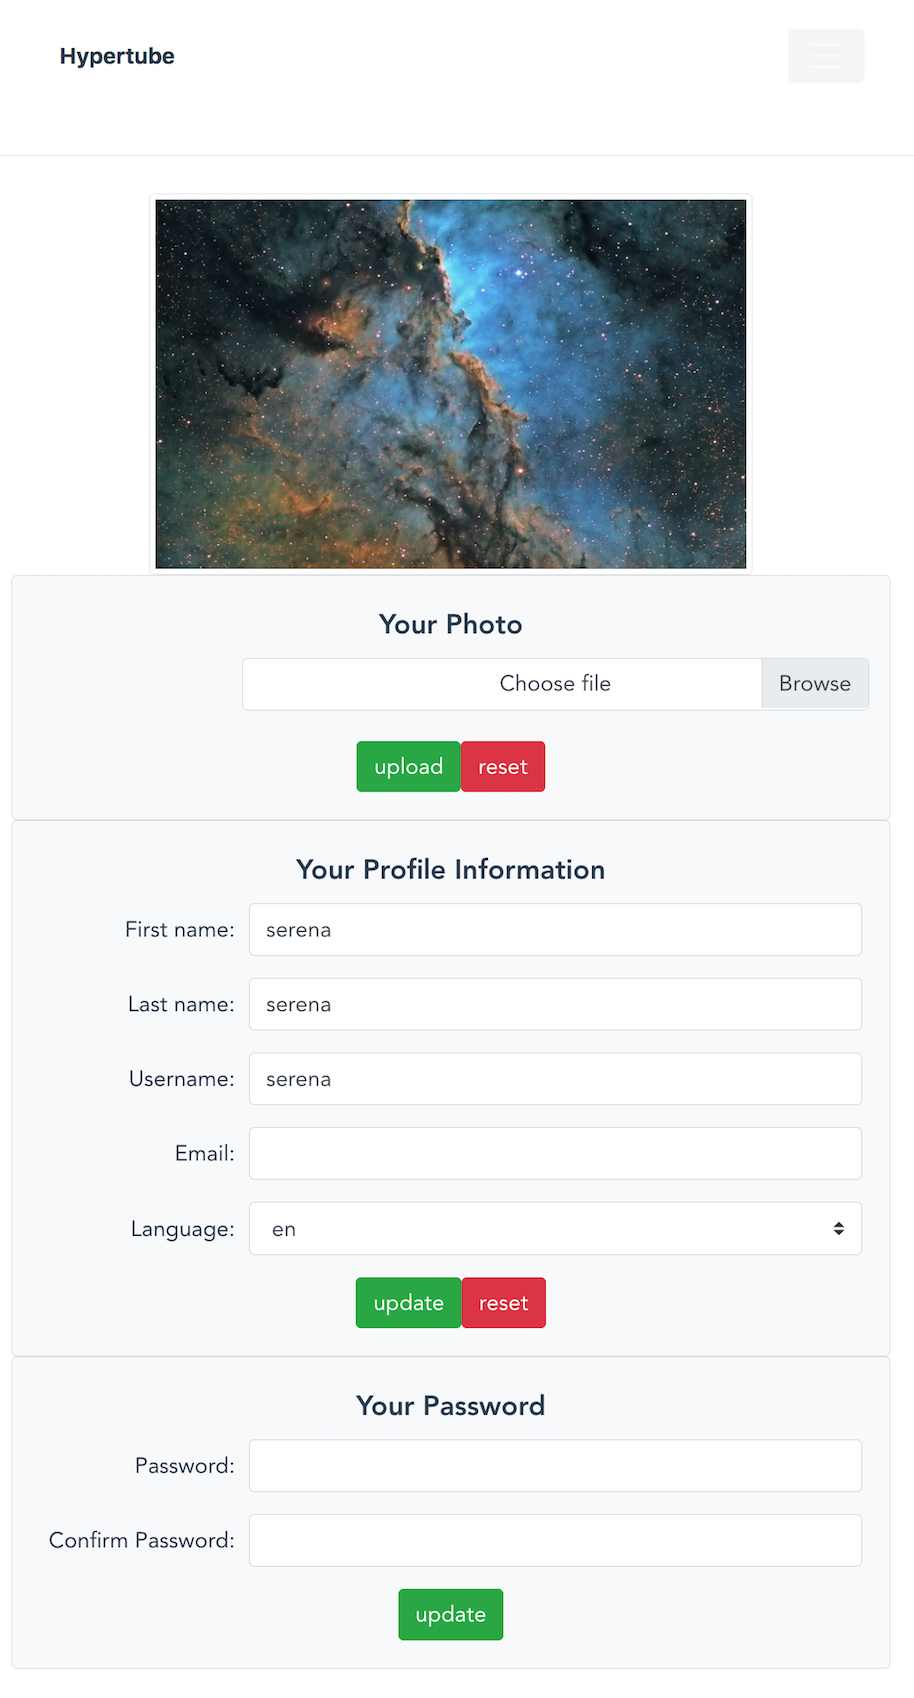 Hypertube
Your Photo
Choose file Browse
upload reset
Your Profile Information
First name: serena
Last name: serena
Username: serena
Email:
Language: en
update reset
Your Password
Password:
Confirm Password:
update